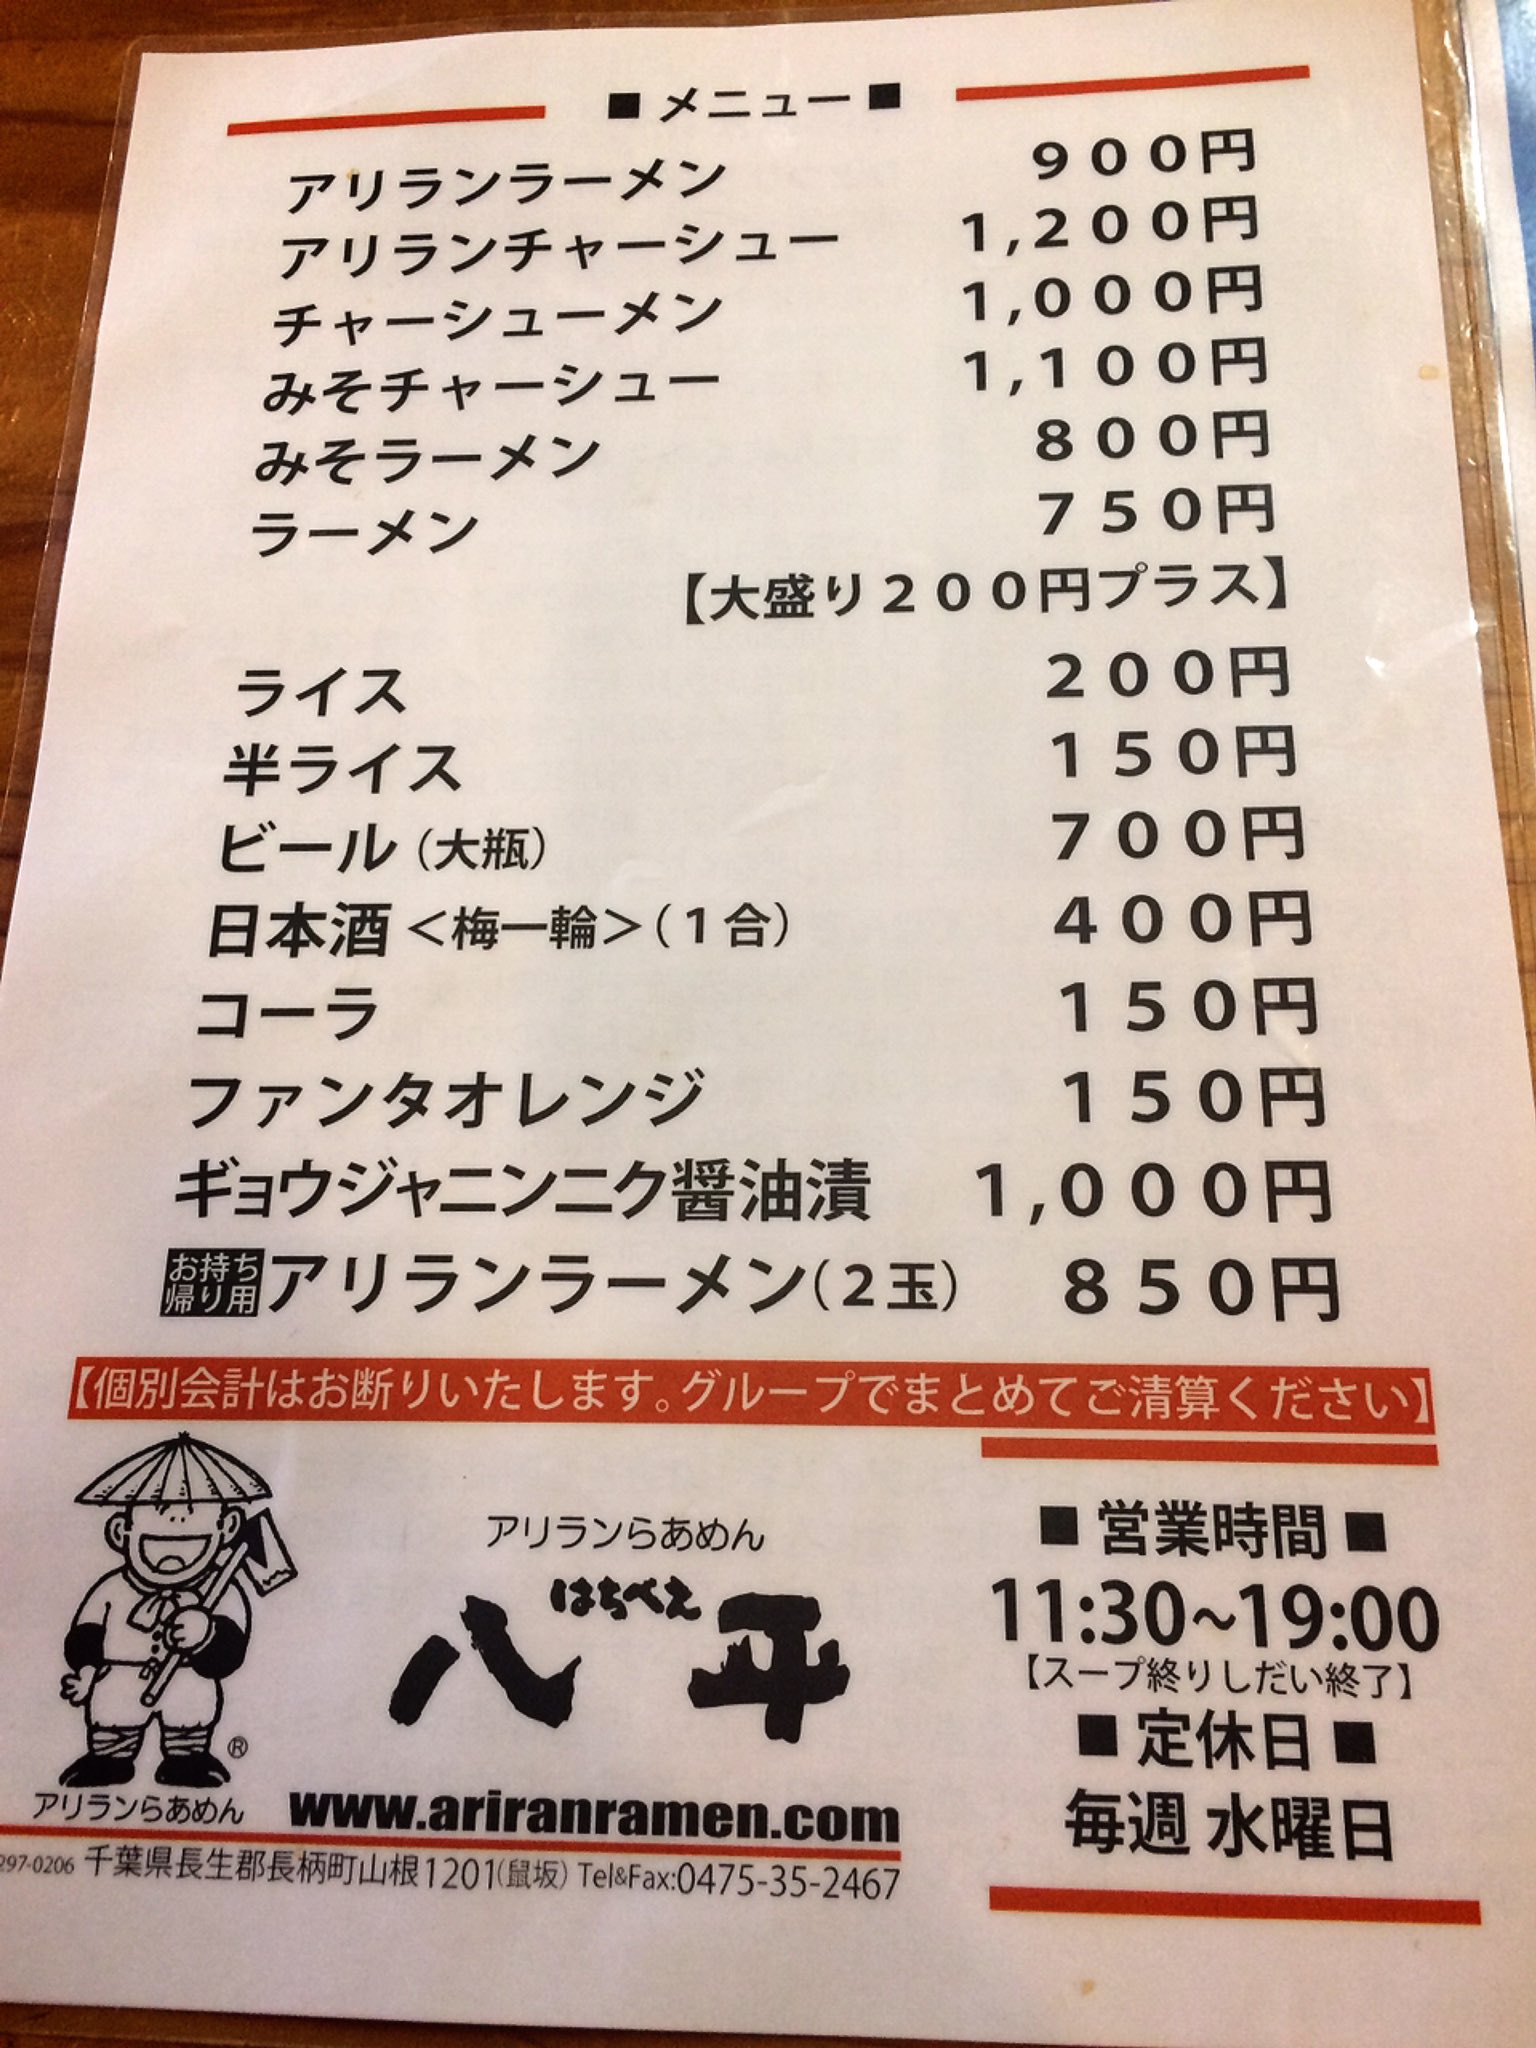 ■メニュー■
アリランラーメン 900円
アリランチャーシュー 1,200円
チャーシューメン 1,000円
みそチャーシュー 1,100円
みそラーメン 800円
ラーメン 750円
【大盛り200円プラス】
ライス 200円
半ライス 150円
ビール(大瓶) 700円
日本酒<梅一輪>(1合) 400円
コーラ 150円
ファンタオレンジ 150円
ギョウジャニンニク醤油漬 1,000円
お持ち帰り用 アリランラーメン(2玉) 850円
【個別会計はお断りいたします。グループでまとめてご清算ください】
アリランらあめん
はちべえ
八平
®
アリランらあめん
www.ariranramen.com
297-0206 千葉県長生郡長柄町山根1201(鼠坂) Tel&Fax:0475-35-2467
■営業時間■
11:30~19:00
【スープ終りしだい終了】
■定休日■
毎週 水曜日